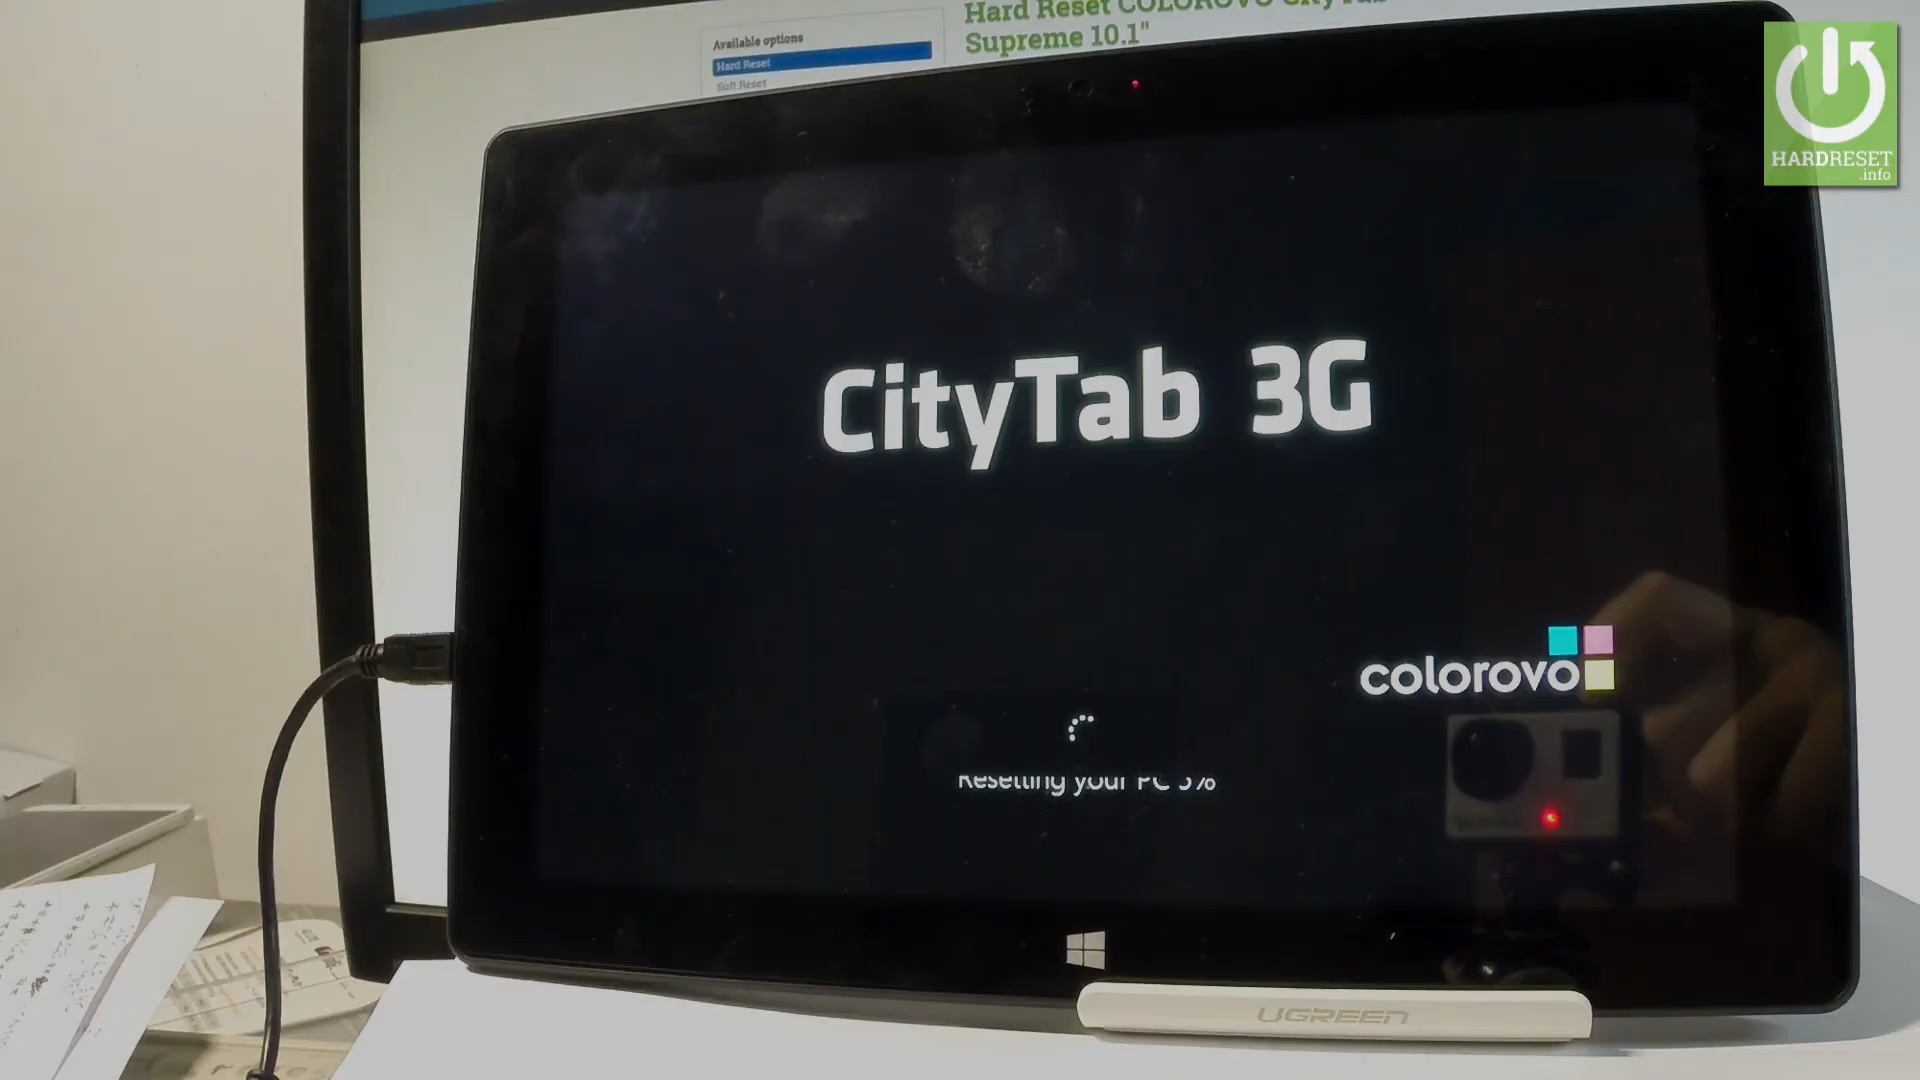 Hard Reset COLOROVO CityTab
Supreme 10.1"
Available options
Hard Reset
Soft Reset
HARDRESET
.info
CityTab 3G
colorovo
Resetting your PC 5%
UGREEN